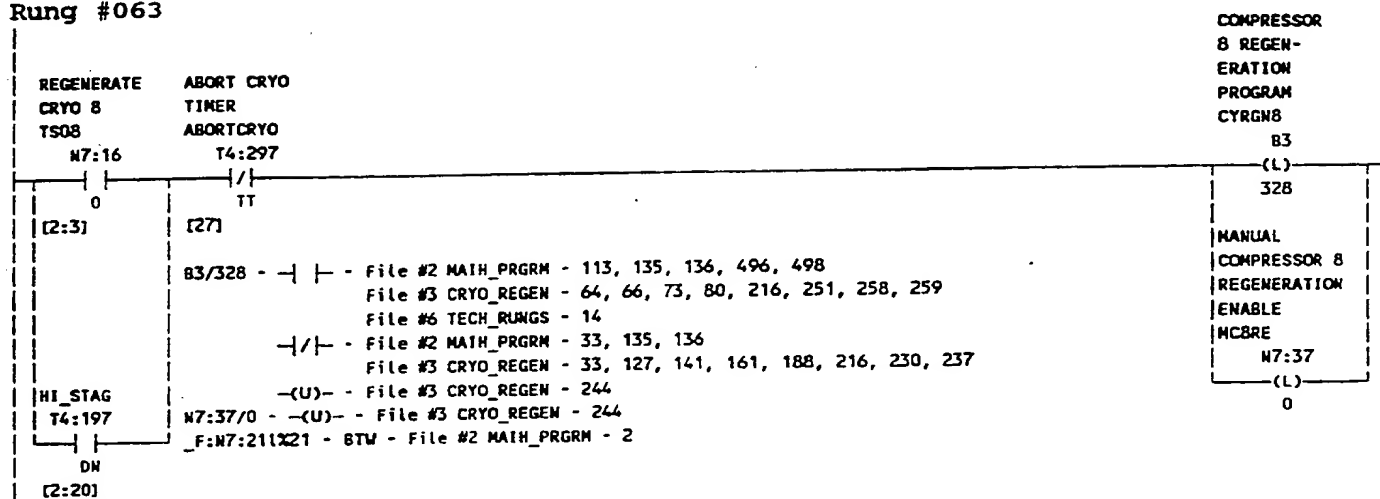 Rung #063
COMPRESSOR
8 REGEN-
ERATION
PROGRAM
CYRGN8
B3
(L)
328
REGENERATE
CRYO 8
TS08
N7:16
0
[2:3]
ABORT CRYO
TIMER
ABORTCRYO
T4:297
/
TT
[27]
B3/328 - ┤ ├ - File #2 MAIH_PRGRM - 113, 135, 136, 496, 498
File #3 CRYO_REGEN - 64, 66, 73, 80, 216, 251, 258, 259
File #6 TECH_RUNGS - 14
┤/├ - File #2 MAIH_PRGRM - 33, 135, 136
File #3 CRYO_REGEN - 33, 127, 141, 161, 188, 216, 230, 237
-(U)- - File #3 CRYO_REGEN - 244
N7:37/0 - -(U)- - File #3 CRYO_REGEN - 244
_F:N7:211%21 - BTW - File #2 MAIH_PRGRM - 2
MANUAL
COMPRESSOR 8
REGENERATION
ENABLE
MC8RE
N7:37
(L)
0
HI_STAG
T4:197
DN
[2:20]